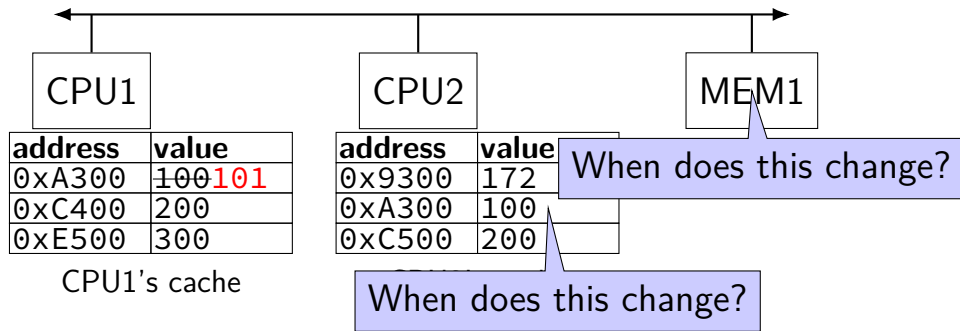 CPU1 CPU2 MEM1
address value address value
When does this change?
0xA300 100101 0x9300 172
0xC400 200 0xA300 100
0xE500 300 0xC500 200
CPU1's cache
When does this change?